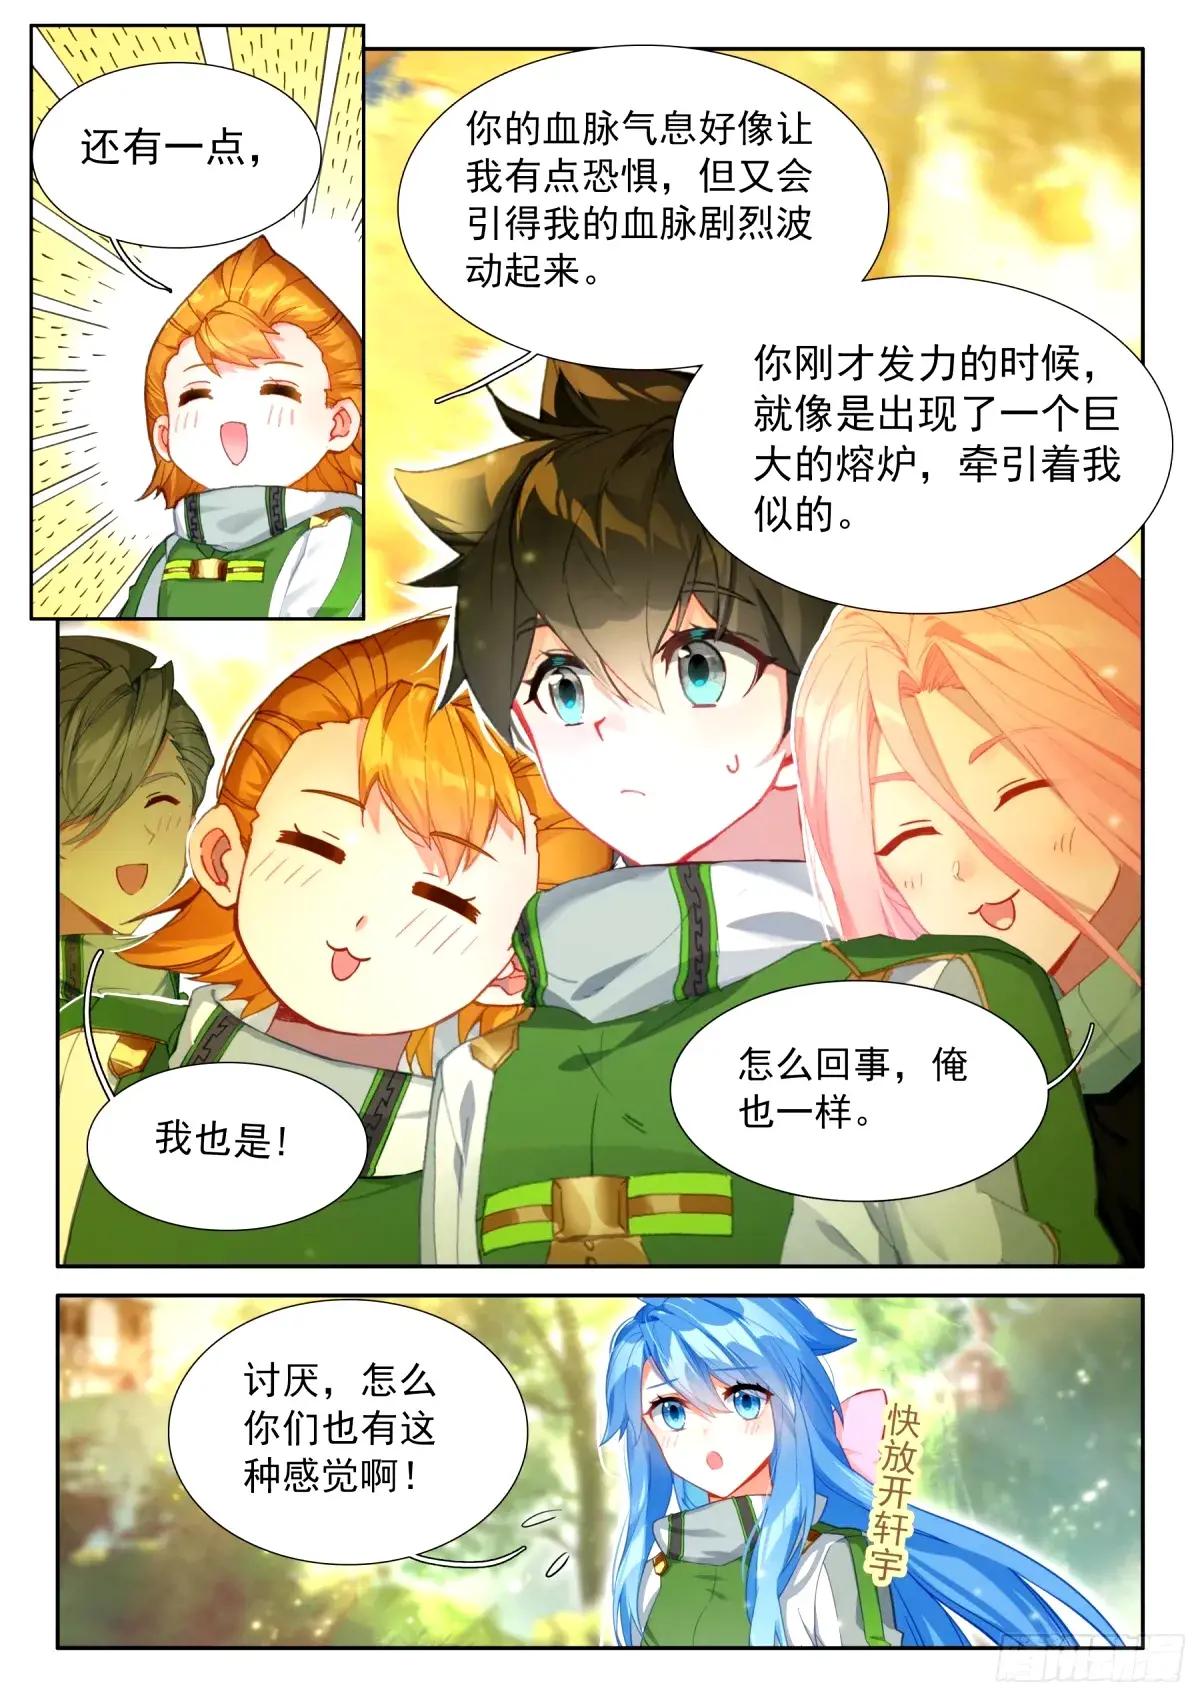 还有一点，
你的血脉气息好像让
我有点恐惧，但又会
引得我的血脉剧烈波
动起来。
你刚才发力的时候，
就像是出现了一个巨
大的熔炉，牵引着我
似的。
我也是！
怎么回事，俺
也一样。
讨厌，怎么
你们也有这
种感觉啊！
快放开轩宇